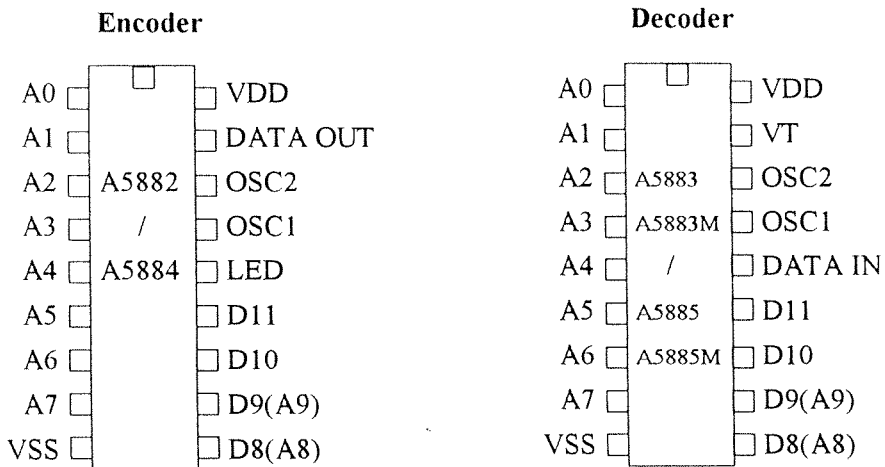 Encoder
A0
VDD
A1
DATA OUT
A2
A5882
OSC2
A3
/
OSC1
A4
A5884
LED
A5
D11
A6
D10
A7
D9(A9)
VSS
D8(A8)
Decoder
A0
VDD
A1
VT
A2
A5883
OSC2
A3
A5883M
OSC1
A4
/
DATA IN
A5
A5885
D11
A6
A5885M
D10
A7
D9(A9)
VSS
D8(A8)